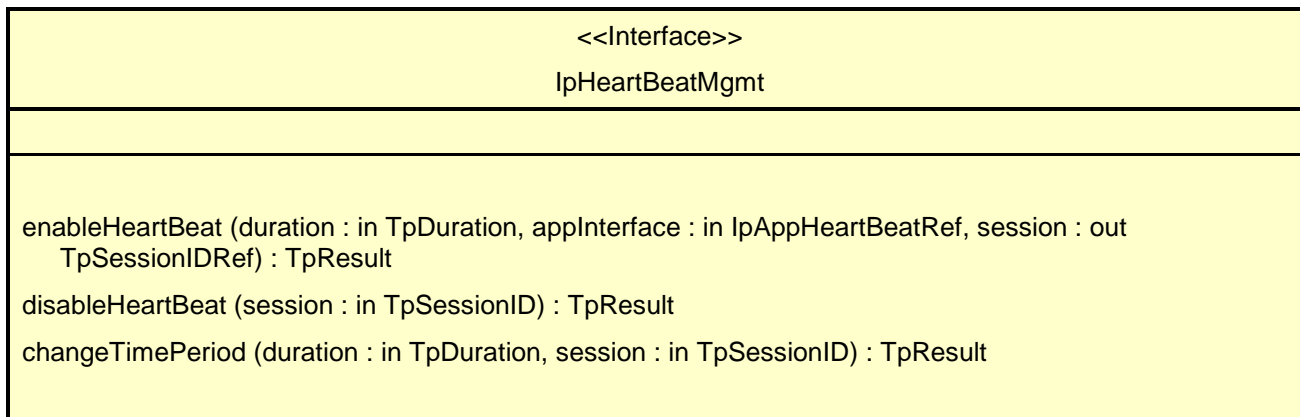 <<Interface>>
IpHeartBeatMgmt
enableHeartBeat (duration : in TpDuration, appInterface : in IpAppHeartBeatRef, session : out
TpSessionIDRef) : TpResult
disableHeartBeat (session : in TpSessionID) : TpResult
changeTimePeriod (duration : in TpDuration, session : in TpSessionID) : TpResult